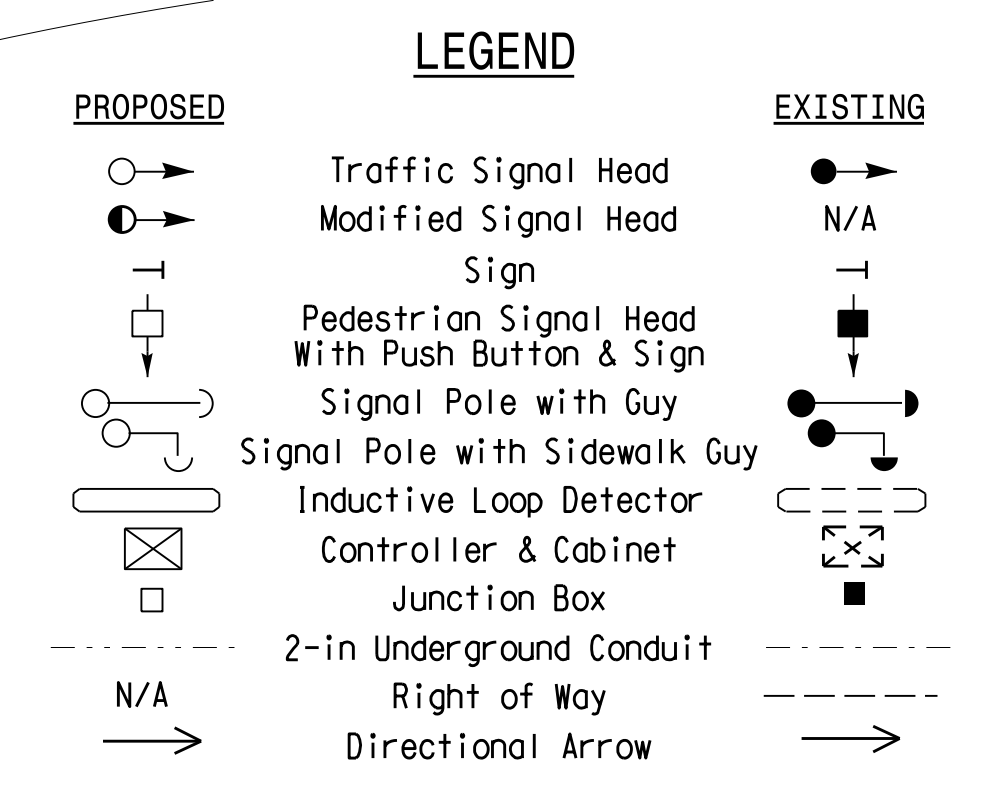 LEGEND
PROPOSED EXISTING
Traffic Signal Head
Modified Signal Head N/A
Sign
Pedestrian Signal Head
With Push Button & Sign
Signal Pole with Guy
Signal Pole with Sidewalk Guy
Inductive Loop Detector
Controller & Cabinet
Junction Box
2-in Underground Conduit
N/A Right of Way
Directional Arrow